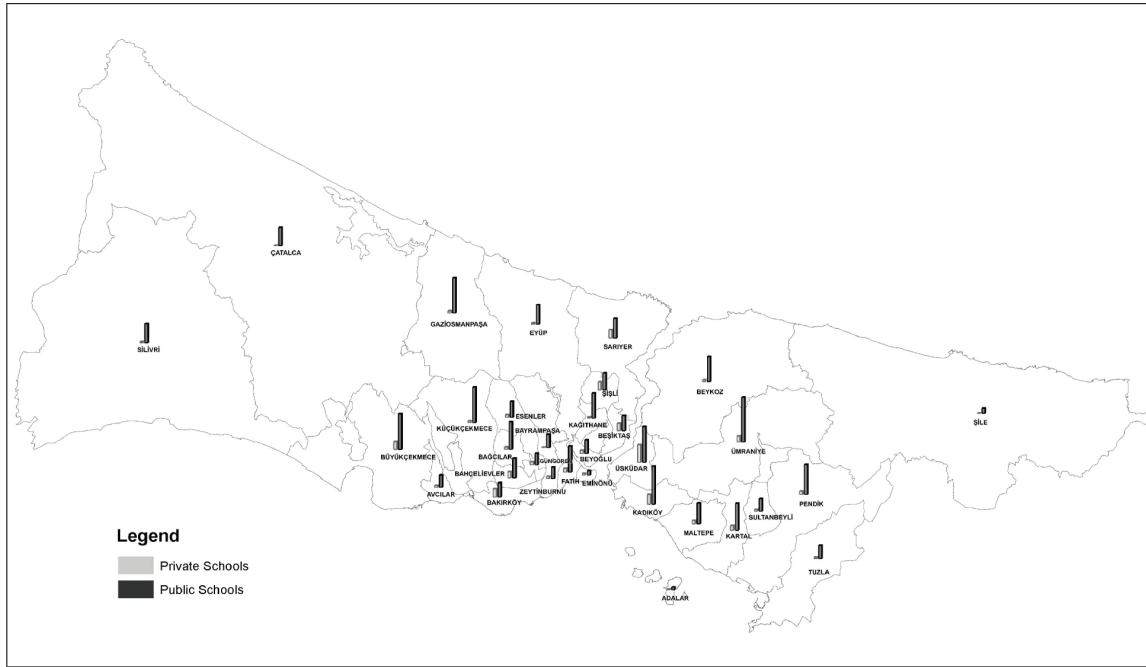 ÇATALCA
SİLİVRİ
GAZİOSMANPAŞA
EYÜP
SARIYER
BEYKOZ
ŞİLE
ŞİŞLİ
KÜÇÜKÇEKMECE
ESENLER
BAYRAMPAŞA
KAĞITHANE
BEŞİKTAŞ
BÜYÜKÇEKMECE
BAĞCILAR
GÜNGÖREN
BEYOĞLU
ÜSKÜDAR
ÜMRANİYE
BAHÇELİEVLER
FATİH
EMİNÖNÜ
AVCILAR
BAKIRKÖY
ZEYTİNBURNU
KADIKÖY
MALTEPE
KARTAL
SULTANBEYLİ
PENDİK
TUZLA
ADALAR
Legend
Private Schools
Public Schools